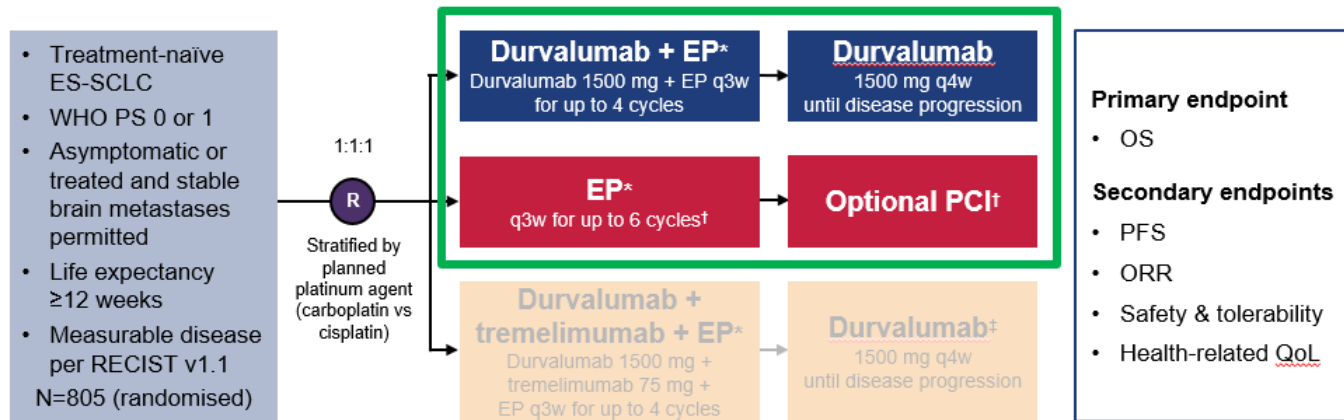 • Treatment-naïve
ES-SCLC
• WHO PS 0 or 1
• Asymptomatic or
treated and stable
brain metastases
permitted
• Life expectancy
≥12 weeks
• Measurable disease
per RECIST v1.1
N=805 (randomised)
1:1:1
R
Stratified by
planned
platinum agent
(carboplatin vs
cisplatin)
Durvalumab + EP*
Durvalumab 1500 mg + EP q3w
for up to 4 cycles
Durvalumab
1500 mg q4w
until disease progression
EP*
q3w for up to 6 cycles†
Optional PCI†
Durvalumab +
tremelimumab + EP*
Durvalumab 1500 mg +
tremelimumab 75 mg +
EP q3w for up to 4 cycles
Durvalumab‡
1500 mg q4w
until disease progression
Primary endpoint
• OS
Secondary endpoints
• PFS
• ORR
• Safety & tolerability
• Health-related QoL